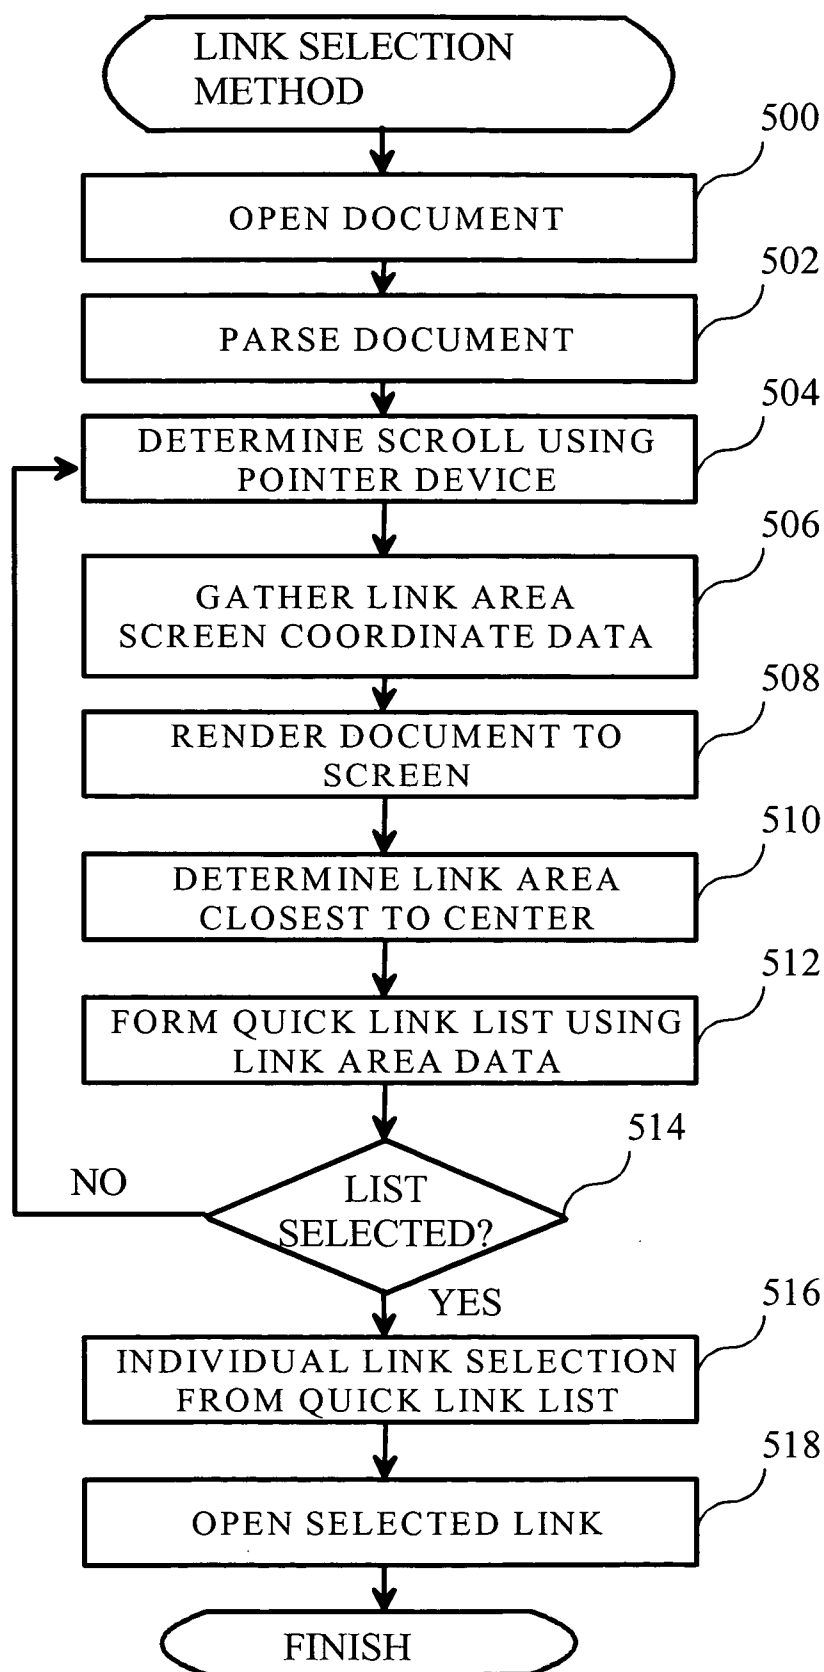 LINK SELECTION
METHOD
500
OPEN DOCUMENT
502
PARSE DOCUMENT
504
DETERMINE SCROLL USING
POINTER DEVICE
506
GATHER LINK AREA
SCREEN COORDINATE DATA
508
RENDER DOCUMENT TO
SCREEN
510
DETERMINE LINK AREA
CLOSEST TO CENTER
512
FORM QUICK LINK LIST USING
LINK AREA DATA
514
NO
LIST
SELECTED?
YES
516
INDIVIDUAL LINK SELECTION
FROM QUICK LINK LIST
518
OPEN SELECTED LINK
FINISH